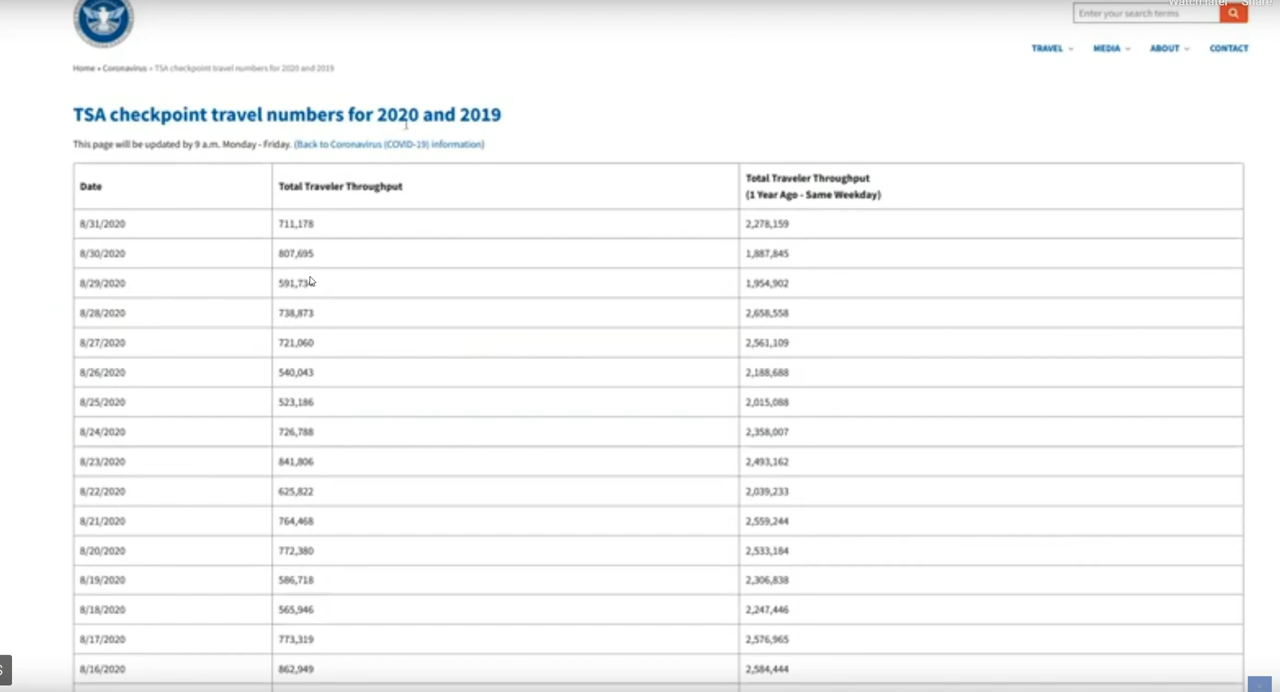 Watch later Share
Enter your search terms
TRAVEL MEDIA ABOUT CONTACT
Home » Coronavirus » TSA checkpoint travel numbers for 2020 and 2019
TSA checkpoint travel numbers for 2020 and 2019
This page will be updated by 9 a.m. Monday - Friday. (Back to Coronavirus (COVID-19) information)
Date Total Traveler Throughput Total Traveler Throughput
(1 Year Ago - Same Weekday)
8/31/2020 711,178 2,278,159
8/30/2020 807,695 1,887,845
8/29/2020 1,954,902
8/28/2020 738,873 2,658,558
8/27/2020 721,060 2,561,109
8/26/2020 540,043 2,188,688
8/25/2020 523,186 2,015,088
8/24/2020 726,788 2,358,007
8/23/2020 841,806 2,493,162
8/22/2020 625,822 2,039,233
8/21/2020 764,468 2,559,244
8/20/2020 772,380 2,533,184
8/19/2020 586,718 2,306,838
8/18/2020 565,946 2,247,446
8/17/2020 773,319 2,576,965
8/16/2020 862,949 2,584,444